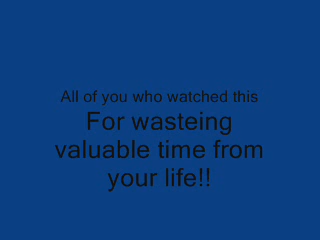 All of you who watched this
For wasteing
valuable time from
your life!!